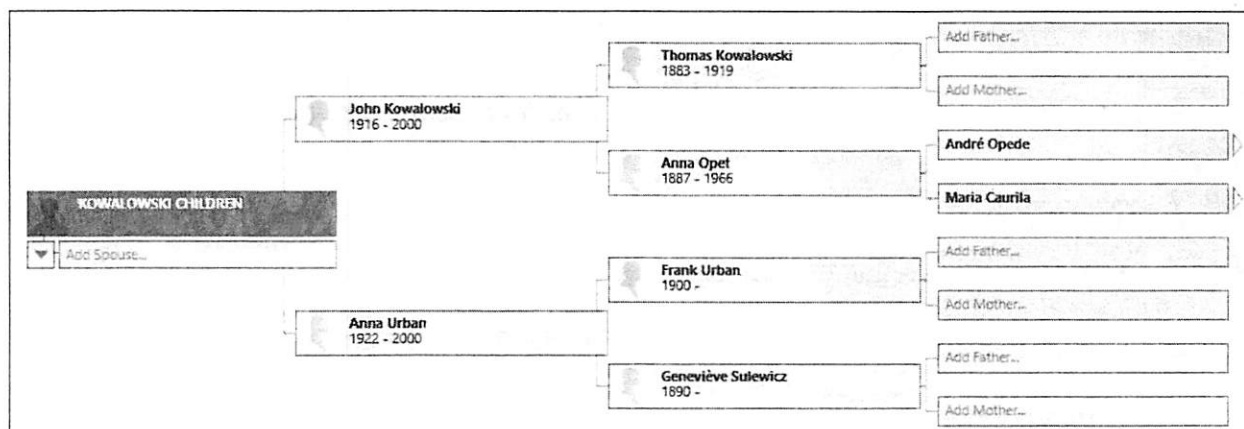 Add Father...
Thomas Kowalowski
1883 - 1919
Add Mother...
John Kowalowski
1916 - 2000
André Opede
Anna Opet
1887 - 1966
Maria Caurila
KOWALOWSKI CHILDREN
Add Spouse...
Add Father...
Frank Urban
1900 -
Add Mother...
Anna Urban
1922 - 2000
Add Father...
Geneviève Sulewicz
1890 -
Add Mother...